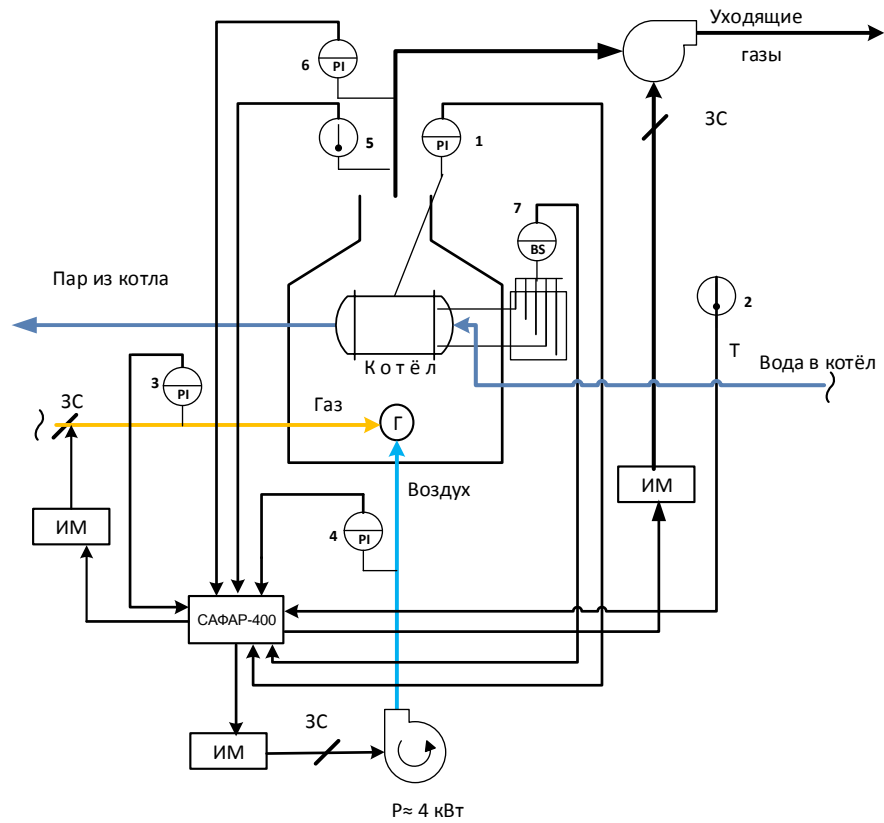 Уходящие
газы
6
PI
5
PI
1
ЗС
7
BS
Пар из котла
2
Т
Котёл
Вода в котёл
3
PI
ЗС
Газ
Г
ИМ
Воздух
ИМ
4
PI
САФАР-400
ЗС
ИМ
P≈ 4 кВт